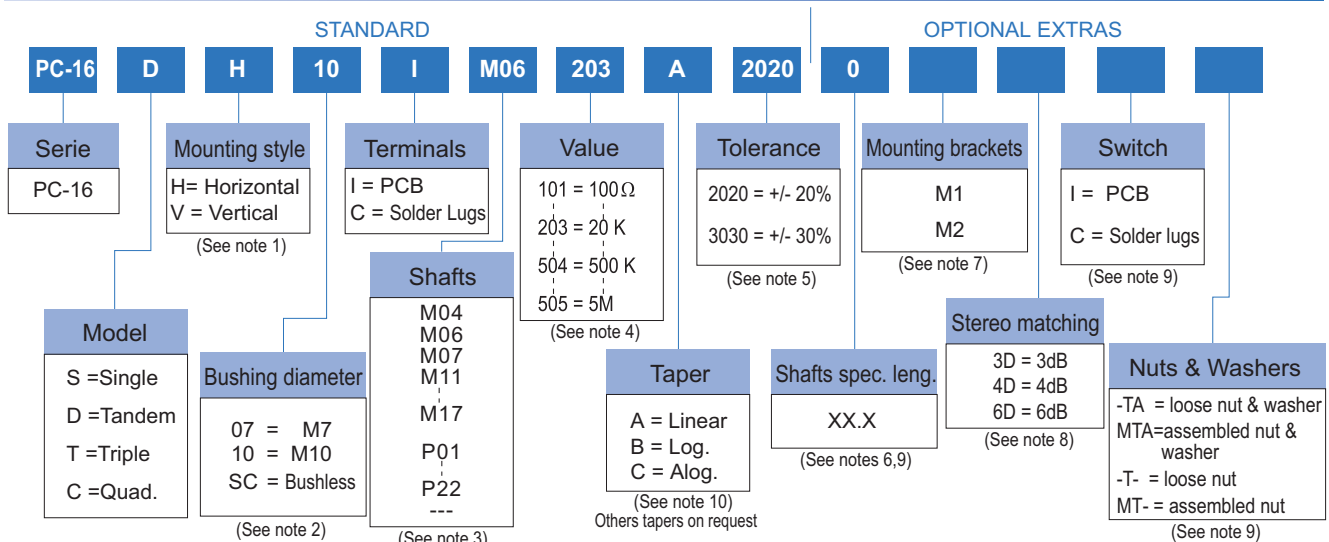 STANDARD
OPTIONAL EXTRAS
PC-16 D H 10 I M06 203 A 2020 0
Serie
PC-16
Mounting style
H= Horizontal
V = Vertical
(See note 1)
Terminals
I = PCB
C = Solder Lugs
Value
101 = 100Ω
203 = 20 K
504 = 500 K
505 = 5M
(See note 4)
Tolerance
2020 = +/- 20%
3030 = +/- 30%
(See note 5)
Mounting brackets
M1
M2
(See note 7)
Switch
I = PCB
C = Solder lugs
(See note 9)
Model
S =Single
D =Tandem
T =Triple
C =Quad.
Bushing diameter
07 = M7
10 = M10
SC = Bushless
(See note 2)
Shafts
M04
M06
M07
M11
M17
P01
P22
---
(See note 3)
Taper
A = Linear
B = Log.
C = Alog.
(See note 10)
Others tapers on request
Shafts spec. leng.
XX.X
(See notes 6,9)
Stereo matching
3D = 3dB
4D = 4dB
6D = 6dB
(See note 8)
Nuts & Washers
-TA = loose nut & washer
MTA=assembled nut &
washer
-T- = loose nut
MT- = assembled nut
(See note 9)